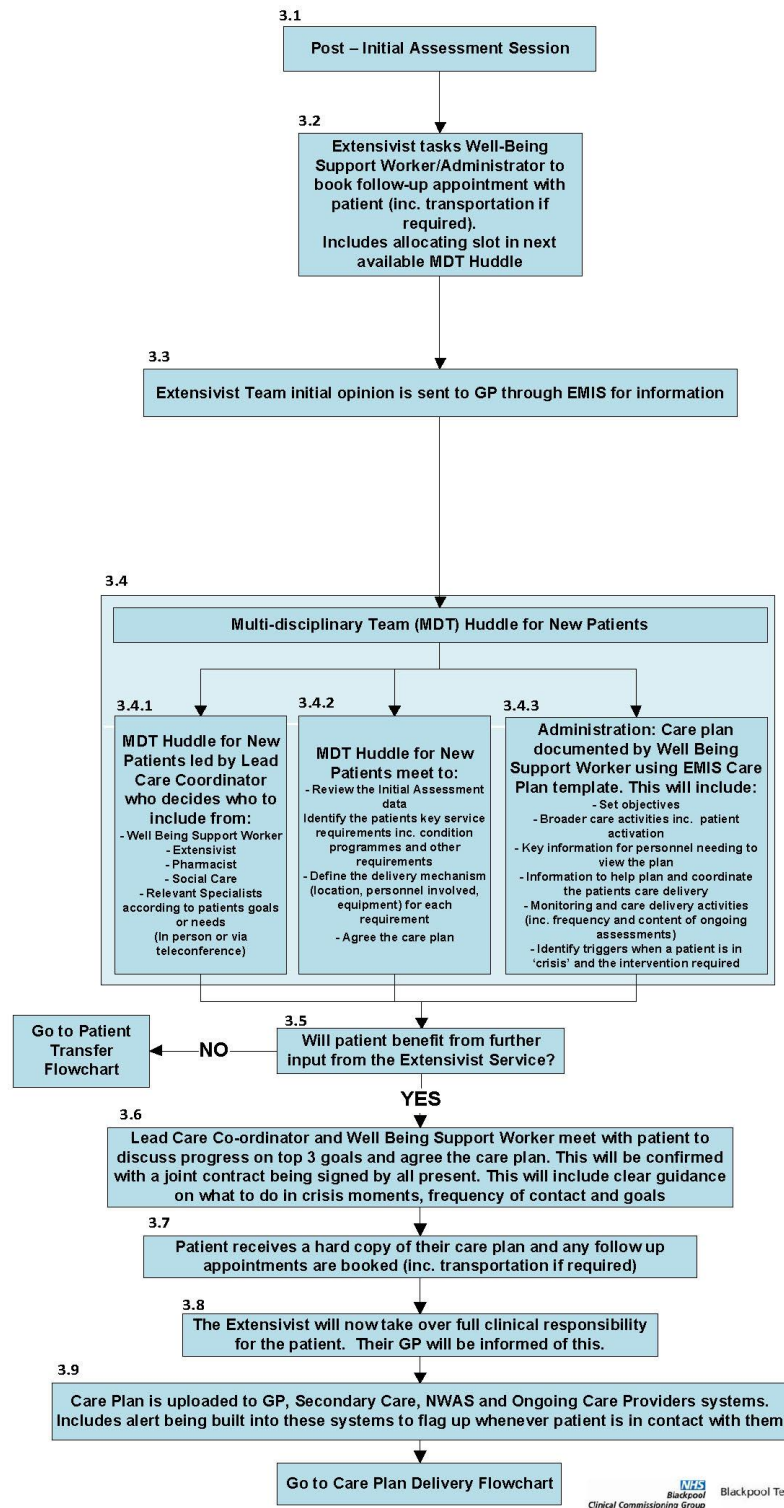 3.1
Post – Initial Assessment Session
3.2
Extensivist tasks Well-Being
Support Worker/Administrator to
book follow-up appointment with
patient (inc. transportation if
required).
Includes allocating slot in next
available MDT Huddle
3.3
Extensivist Team initial opinion is sent to GP through EMIS for information
3.4
Multi-disciplinary Team (MDT) Huddle for New Patients
3.4.1
MDT Huddle for New
Patients led by Lead
Care Coordinator
who decides who to
include from:
- Well Being Support Worker
- Extensivist
- Pharmacist
- Social Care
- Relevant Specialists
according to patients goals
or needs
(In person or via
teleconference)
3.4.2
MDT Huddle for New
Patients meet to:
- Review the Initial Assessment
data
Identify the patients key service
requirements inc. condition
programmes and other
requirements
- Define the delivery mechanism
(location, personnel involved,
equipment) for each
requirement
- Agree the care plan
3.4.3
Administration: Care plan
documented by Well Being
Support Worker using EMIS Care
Plan template. This will include:
- Set objectives
- Broader care activities inc. patient
activation
- Key information for personnel needing to
view the plan
- Information to help plan and coordinate
the patients care delivery
- Monitoring and care delivery activities
(inc. frequency and content of ongoing
assessments)
- Identify triggers when a patient is in
‘crisis’ and the intervention required
3.5
Will patient benefit from further
input from the Extensivist Service?
NO
Go to Patient
Transfer
Flowchart
YES
3.6
Lead Care Co-ordinator and Well Being Support Worker meet with patient to
discuss progress on top 3 goals and agree the care plan. This will be confirmed
with a joint contract being signed by all present. This will include clear guidance
on what to do in crisis moments, frequency of contact and goals
3.7
Patient receives a hard copy of their care plan and any follow up
appointments are booked (inc. transportation if required)
3.8
The Extensivist will now take over full clinical responsibility
for the patient. Their GP will be informed of this.
3.9
Care Plan is uploaded to GP, Secondary Care, NWAS and Ongoing Care Providers systems.
Includes alert being built into these systems to flag up whenever patient is in contact with them
Go to Care Plan Delivery Flowchart
NHS
Blackpool
Clinical Commissioning Group
Blackpool